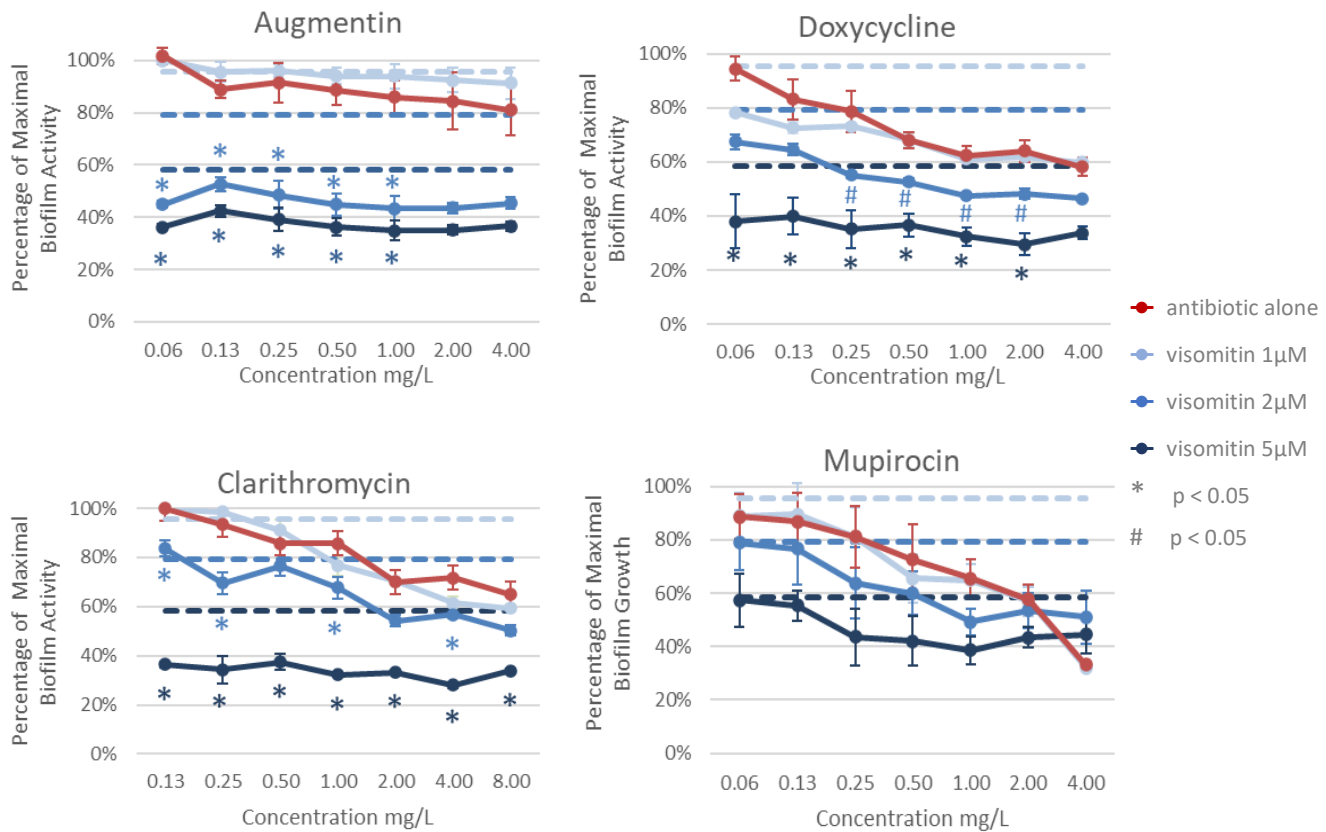 Augmentin
Percentage of Maximal
Biofilm Activity
100%
80%
60%
40%
20%
0%
* * * * *
* * * * *
0.06 0.13 0.25 0.50 1.00 2.00 4.00
Concentration mg/L
Doxycycline
Percentage of Maximal
Biofilm Activity
100%
80%
60%
40%
20%
0%
# # # #
* * * * * *
0.06 0.13 0.25 0.50 1.00 2.00 4.00
Concentration mg/L
Clarithromycin
Percentage of Maximal
Biofilm Activity
100%
80%
60%
40%
20%
0%
* * * *
* * * * * * *
0.13 0.25 0.50 1.00 2.00 4.00 8.00
Concentration mg/L
Mupirocin
Percentage of Maximal
Biofilm Growth
100%
80%
60%
40%
20%
0%
0.06 0.13 0.25 0.50 1.00 2.00 4.00
Concentration mg/L
antibiotic alone
visomitin 1µM
visomitin 2µM
visomitin 5µM
* p < 0.05
# p < 0.05